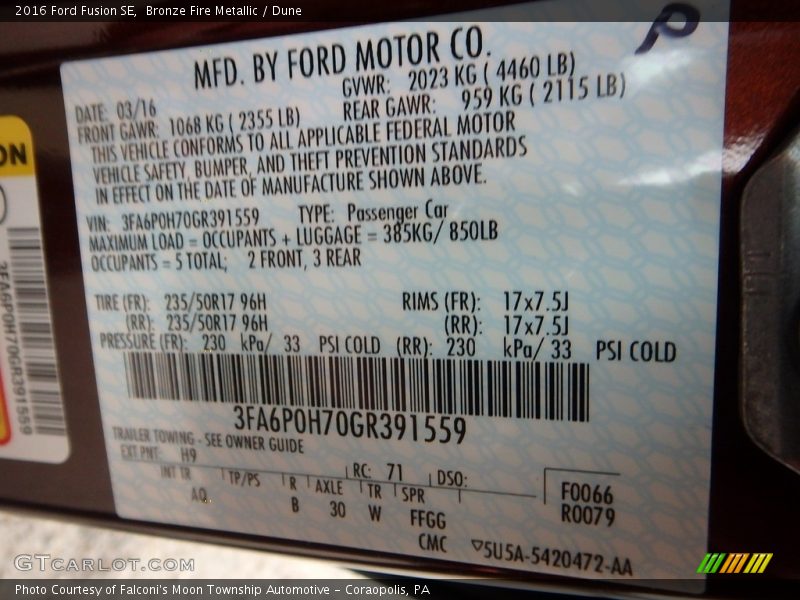 2016 Ford Fusion SE, Bronze Fire Metallic / Dune
MFD. BY FORD MOTOR CO.
DATE: 03/16 GVWR: 2023 KG ( 4460 LB)
FRONT GAWR: 1068 KG ( 2355 LB) REAR GAWR: 959 KG ( 2115 LB)
THIS VEHICLE CONFORMS TO ALL APPLICABLE FEDERAL MOTOR
VEHICLE SAFETY, BUMPER, AND THEFT PREVENTION STANDARDS
IN EFFECT ON THE DATE OF MANUFACTURE SHOWN ABOVE.
VIN: 3FA6P0H70GR391559 TYPE: Passenger Car
MAXIMUM LOAD = OCCUPANTS + LUGGAGE = 385KG/ 850LB
OCCUPANTS = 5 TOTAL; 2 FRONT, 3 REAR
TIRE (FR): 235/50R17 96H RIMS (FR): 17x7.5J
(RR): 235/50R17 96H (RR): 17x7.5J
PRESSURE (FR): 230 kPa/ 33 PSI COLD (RR): 230 kPa/ 33 PSI COLD
3FA6P0H70GR391559
TRAILER TOWING - SEE OWNER GUIDE
EXT PNT: H9 RC: 71 DSO: F0066
INT TR TP/PS R AXLE TR SPR R0079
AQ B 30 W FFGG
CMC 5U5A-5420472-AA
3FA6P0H70GR391559
GTCarLot.com
Photo Courtesy of Falconi's Moon Township Automotive - Coraopolis, PA